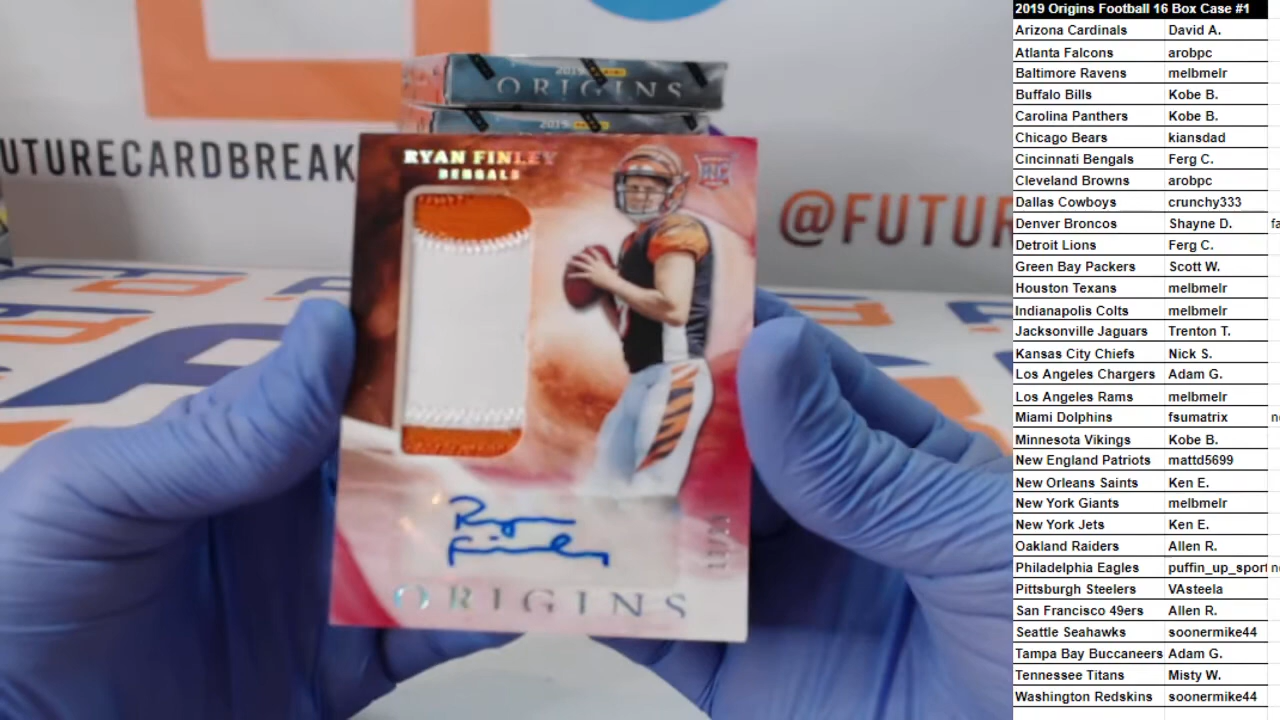 2019
ORIGINS
2019
UTURECARDBREAK
@FUTUR
RYAN FINLEY
BENGALS
RC
Ryan
Finley
ORIGINS
2019 Origins Football 16 Box Case #1
Arizona Cardinals David A.
Atlanta Falcons arobpc
Baltimore Ravens melbmelr
Buffalo Bills Kobe B.
Carolina Panthers Kobe B.
Chicago Bears kiansdad
Cincinnati Bengals Ferg C.
Cleveland Browns arobpc
Dallas Cowboys crunchy333
Denver Broncos Shayne D. fa
Detroit Lions Ferg C.
Green Bay Packers Scott W.
Houston Texans melbmelr
Indianapolis Colts melbmelr
Jacksonville Jaguars Trenton T.
Kansas City Chiefs Nick S.
Los Angeles Chargers Adam G.
Los Angeles Rams melbmelr
Miami Dolphins fsumatrix n
Minnesota Vikings Kobe B.
New England Patriots mattd5699
New Orleans Saints Ken E.
New York Giants melbmelr
New York Jets Ken E.
Oakland Raiders Allen R.
Philadelphia Eagles puffin_up_sport n
Pittsburgh Steelers VAsteela
San Francisco 49ers Allen R.
Seattle Seahawks soonermike44
Tampa Bay Buccaneers Adam G.
Tennessee Titans Misty W.
Washington Redskins soonermike44